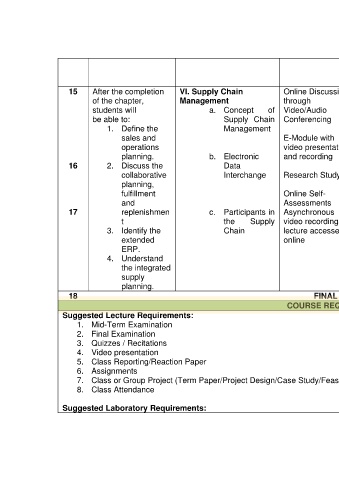 15
After the completion
of the chapter,
students will
be able to:
1. Define the
sales and
operations
planning.
16
2. Discuss the
collaborative
planning,
fulfillment
and
replenishmen
t
17
3. Identify the
extended
ERP.
4. Understand
the integrated
supply
planning.
VI. Supply Chain
Management
a. Concept of
Supply Chain
Management
b. Electronic
Data
Interchange
c. Participants in
the Supply
Chain
Online Discussi
through
Video/Audio
Conferencing
E-Module with
video presentat
and recording
Research Study
Online Self-
Assessments
Asynchronous
video recording
lecture accesse
online
18 FINAL
COURSE REQ
Suggested Lecture Requirements:
1. Mid-Term Examination
2. Final Examination
3. Quizzes / Recitations
4. Video presentation
5. Class Reporting/Reaction Paper
6. Assignments
7. Class or Group Project (Term Paper/Project Design/Case Study/Feas
8. Class Attendance
Suggested Laboratory Requirements: